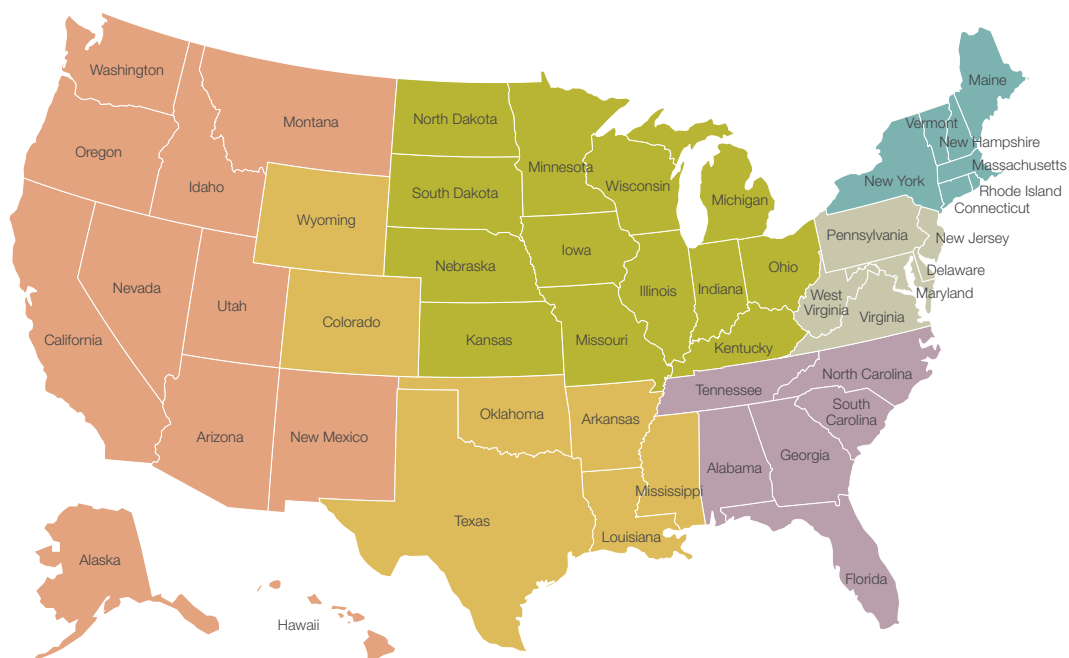 Washington
Maine
Montana
North Dakota
Vermont
New Hampshire
Oregon
Minnesota
Massachusetts
Idaho
Wisconsin
New York
South Dakota
Rhode Island
Michigan
Connecticut
Wyoming
Pennsylvania
New Jersey
Iowa
Nebraska
Ohio
Delaware
Nevada
Illinois
Indiana
Maryland
West
Virginia
Utah
Virginia
Colorado
California
Kansas
Missouri
Kentucky
North Carolina
Tennessee
South
Carolina
Oklahoma
Arkansas
Arizona
New Mexico
Georgia
Alabama
Mississippi
Texas
Louisiana
Alaska
Florida
Hawaii